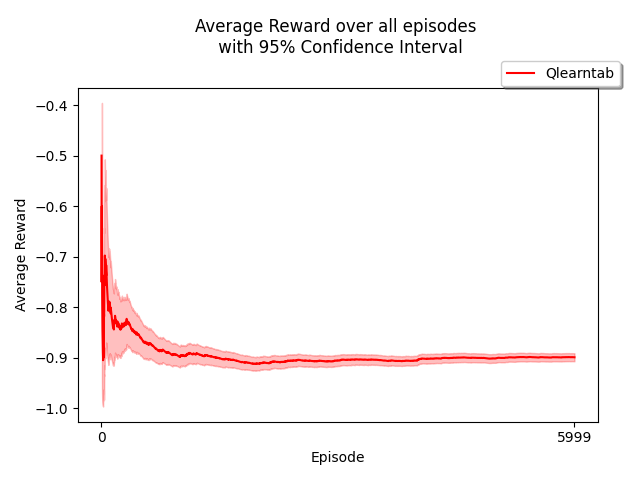 Average Reward over all episodes
with 95% Confidence Interval
Qlearntab
−0.4
−0.5
−0.6
−0.7
−0.8
−0.9
−1.0
Average Reward
0
5999
Episode